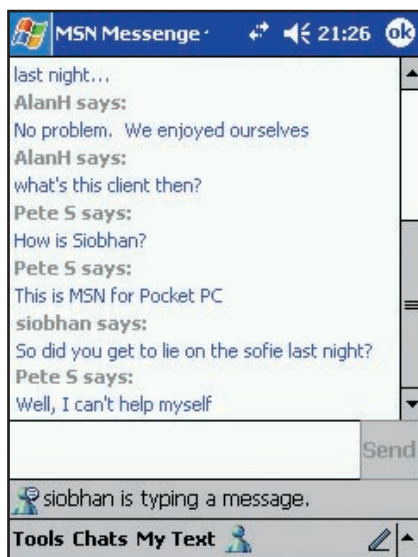 MSN Messenge 21:26 ok
last night...
AlanH says:
No problem. We enjoyed ourselves
AlanH says:
what's this client then?
Pete S says:
How is Siobhan?
Pete S says:
This is MSN for Pocket PC
siobhan says:
So did you get to lie on the sofie last night?
Pete S says:
Well, I can't help myself
Send
siobhan is typing a message.
Tools Chats My Text